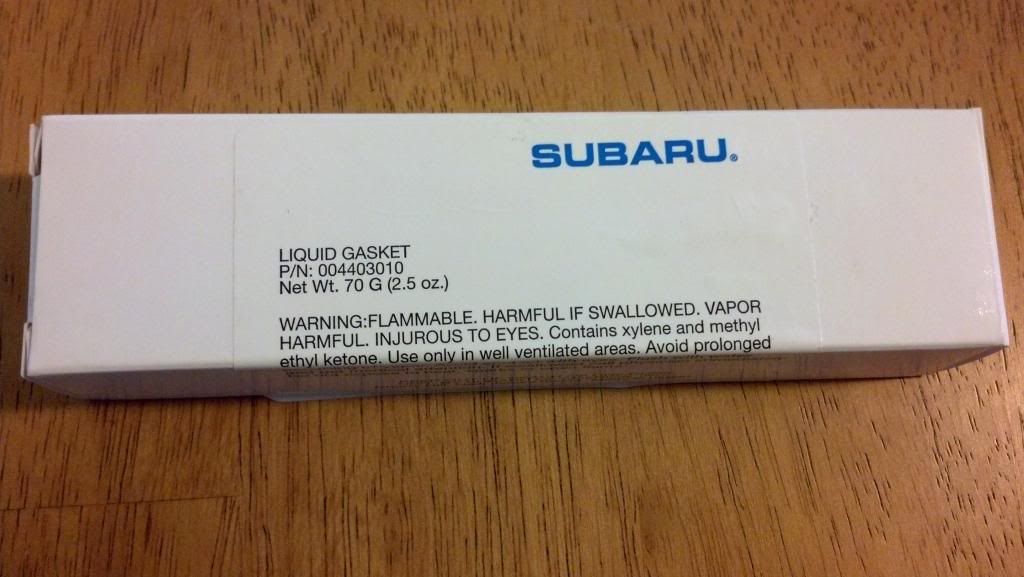 SUBARU®
LIQUID GASKET
P/N: 004403010
Net Wt. 70 G (2.5 oz.)
WARNING:FLAMMABLE. HARMFUL IF SWALLOWED. VAPOR
HARMFUL. INJUROUS TO EYES. Contains xylene and methyl
ethyl ketone. Use only in well ventilated areas. Avoid prolonged